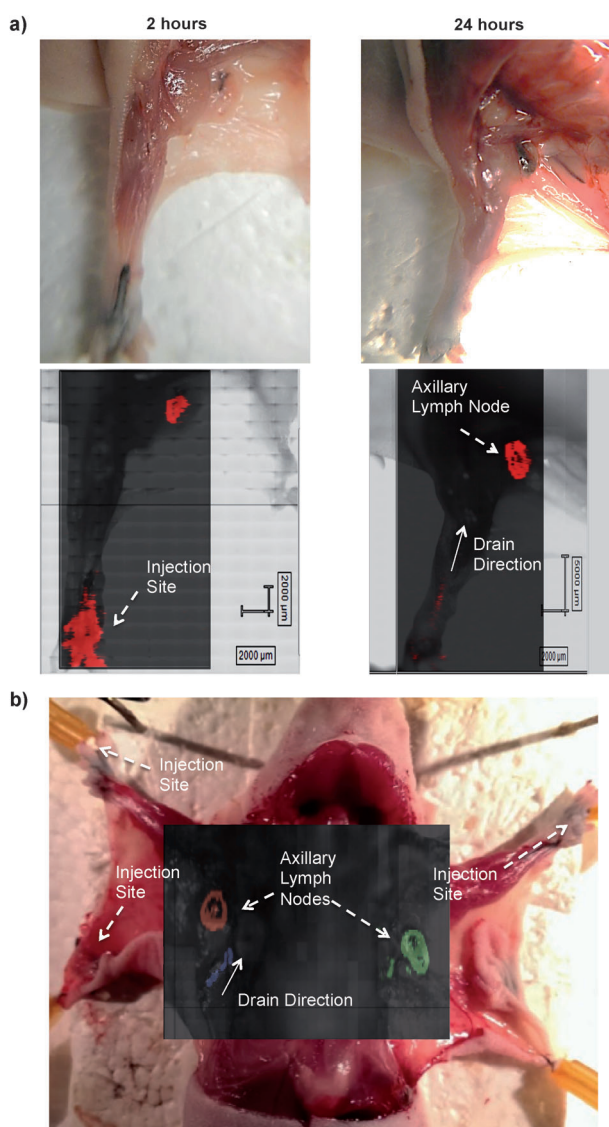 2 hours
24 hours
a)
Axillary
Lymph Node
Injection
Site
Drain
Direction
2000 µm
2000 µm
5000 µm
2000 µm
b)
Injection
Site
Injection
Site
Axillary
Lymph
Nodes
Injection
Site
Drain Direction